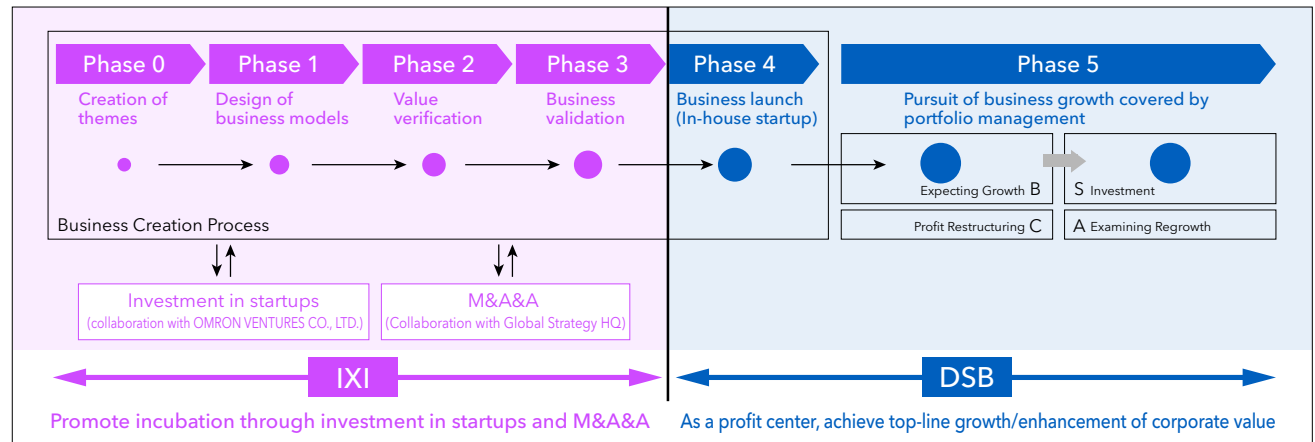 Phase 0
Phase 1
Phase 2
Phase 3
Phase 4
Phase 5
Creation of
themes
Design of
business models
Value
verification
Business
validation
Business launch
(In-house startup)
Pursuit of business growth covered by
portfolio management
Expecting Growth B
S Investment
Profit Restructuring C
A Examining Regrowth
Business Creation Process
Investment in startups
(collaboration with OMRON VENTURES CO., LTD.)
M&A&A
(Collaboration with Global Strategy HQ)
IXI
DSB
Promote incubation through investment in startups and M&A&A
As a profit center, achieve top-line growth/enhancement of corporate value